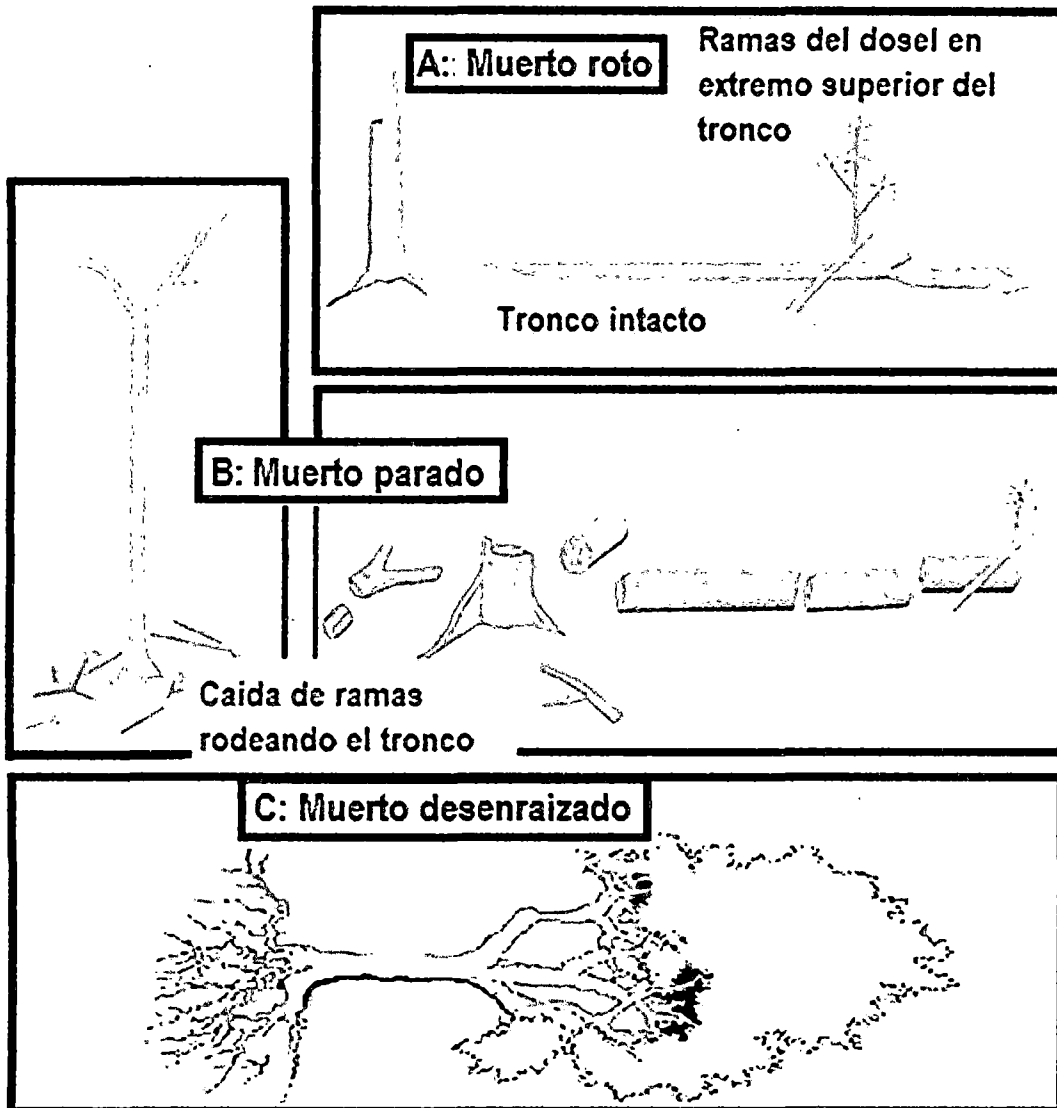 A:: Muerto roto
Ramas del dosel en
extremo superior del
tronco
Tronco intacto
B: Muerto parado
Caida de ramas
rodeando el tronco
C: Muerto desenraizado